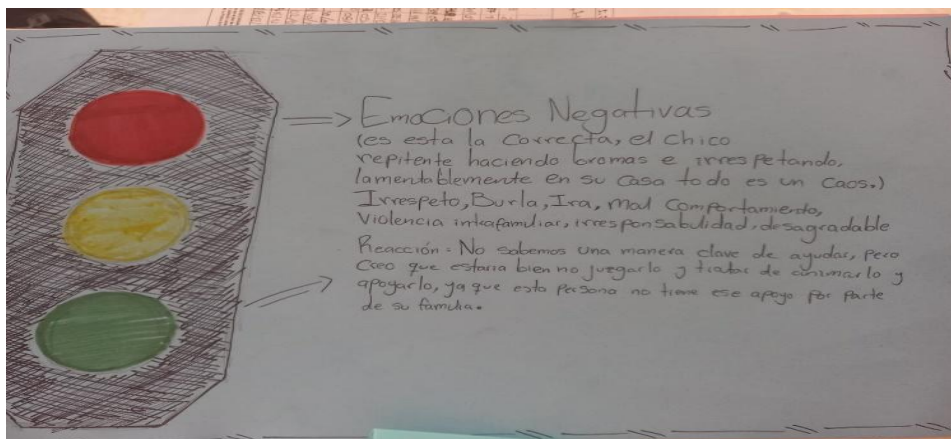 => Emociones Negativas
(es esta la correcta, el chico
repitente haciendo bromas e irrespetando,
lamentablemente en su casa todo es un caos.)
Irrespeto, Burla, Ira, mal comportamiento,
Violencia intrafamiliar, irresponsabilidad, desagradable
Reacción: No sabemos una manera clave de ayudar, pero
Creo que estaria bien no juzgarlo y tratar de y
apoyarlo, ya que esta persona no tiene ese apoyo por parte
de su familia.